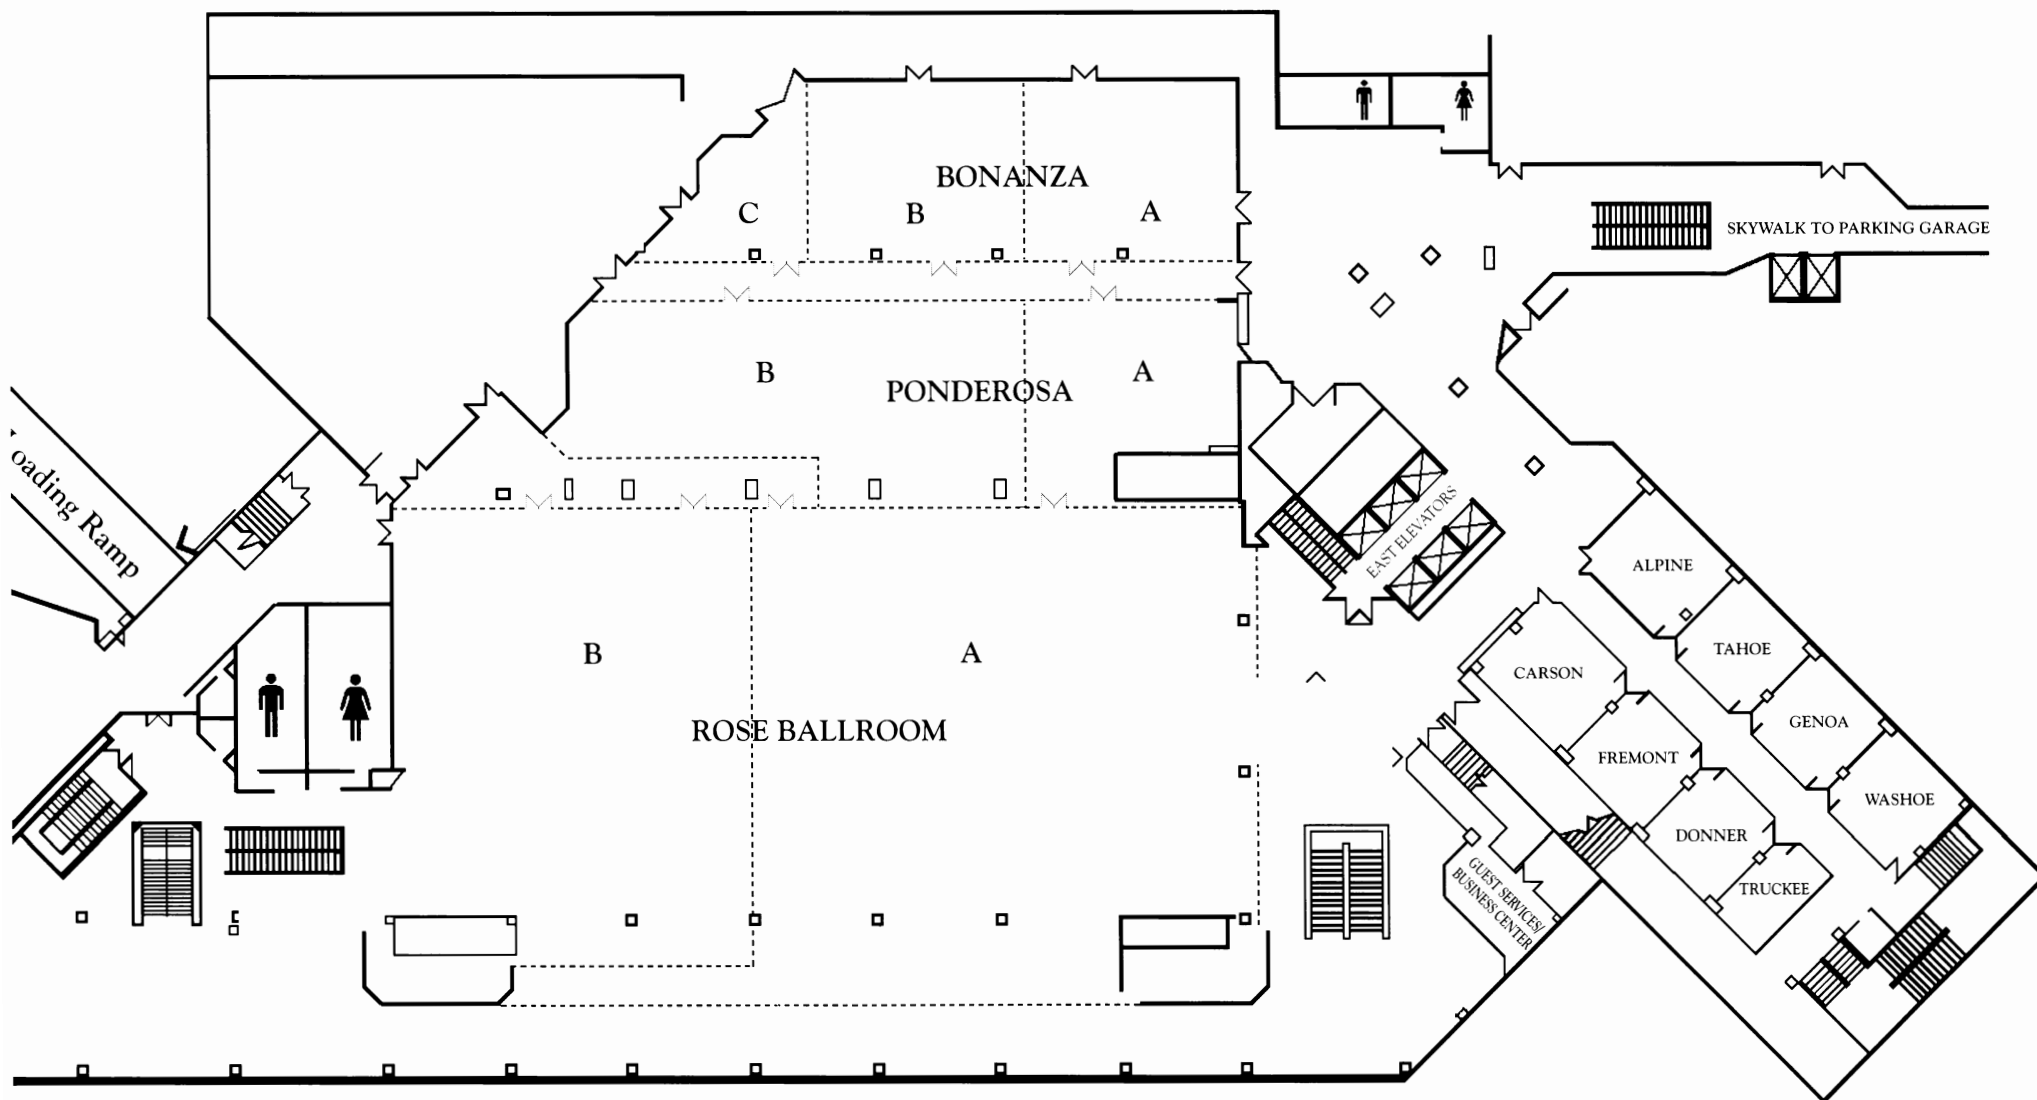 BONANZA
C
B
A
SKYWALK TO PARKING GARAGE
B
A
PONDEROSA
Loading Ramp
EAST ELEVATORS
ALPINE
TAHOE
CARSON
GENOA
FREMONT
WASHOE
DONNER
TRUCKEE
B
A
ROSE BALLROOM
GUEST SERVICES/
BUSINESS CENTER